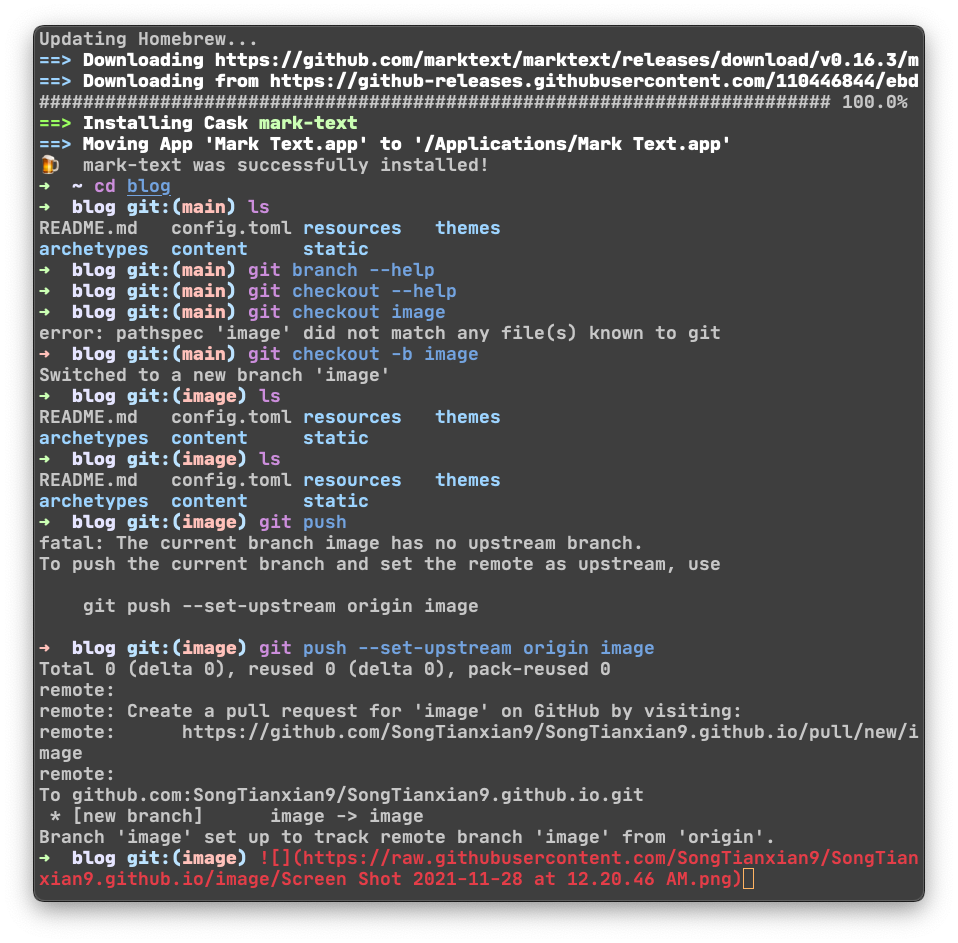 Updating Homebrew...
==> Downloading https://github.com/marktext/marktext/releases/download/v0.16.3/m
==> Downloading from https://github-releases.githubusercontent.com/110446844/ebd
######################################################################## 100.0%
==> Installing Cask mark-text
==> Moving App 'Mark Text.app' to '/Applications/Mark Text.app'
🍺  mark-text was successfully installed!
➜  ~ cd blog
➜  blog git:(main) ls
README.md   config.toml resources   themes
archetypes  content     static
➜  blog git:(main) git branch --help
➜  blog git:(main) git checkout --help
➜  blog git:(main) git checkout image
error: pathspec 'image' did not match any file(s) known to git
➜  blog git:(main) git checkout -b image
Switched to a new branch 'image'
➜  blog git:(image) ls
README.md   config.toml resources   themes
archetypes  content     static
➜  blog git:(image) ls
README.md   config.toml resources   themes
archetypes  content     static
➜  blog git:(image) git push
fatal: The current branch image has no upstream branch.
To push the current branch and set the remote as upstream, use

    git push --set-upstream origin image

➜  blog git:(image) git push --set-upstream origin image
Total 0 (delta 0), reused 0 (delta 0), pack-reused 0
remote:
remote: Create a pull request for 'image' on GitHub by visiting:
remote:      https://github.com/SongTianxian9/SongTianxian9.github.io/pull/new/i
mage
remote:
To github.com:SongTianxian9/SongTianxian9.github.io.git
 * [new branch]      image -> image
Branch 'image' set up to track remote branch 'image' from 'origin'.
➜  blog git:(image) ![](https://raw.githubusercontent.com/SongTianxian9/SongTian
xian9.github.io/image/Screen Shot 2021-11-28 at 12.20.46 AM.png)